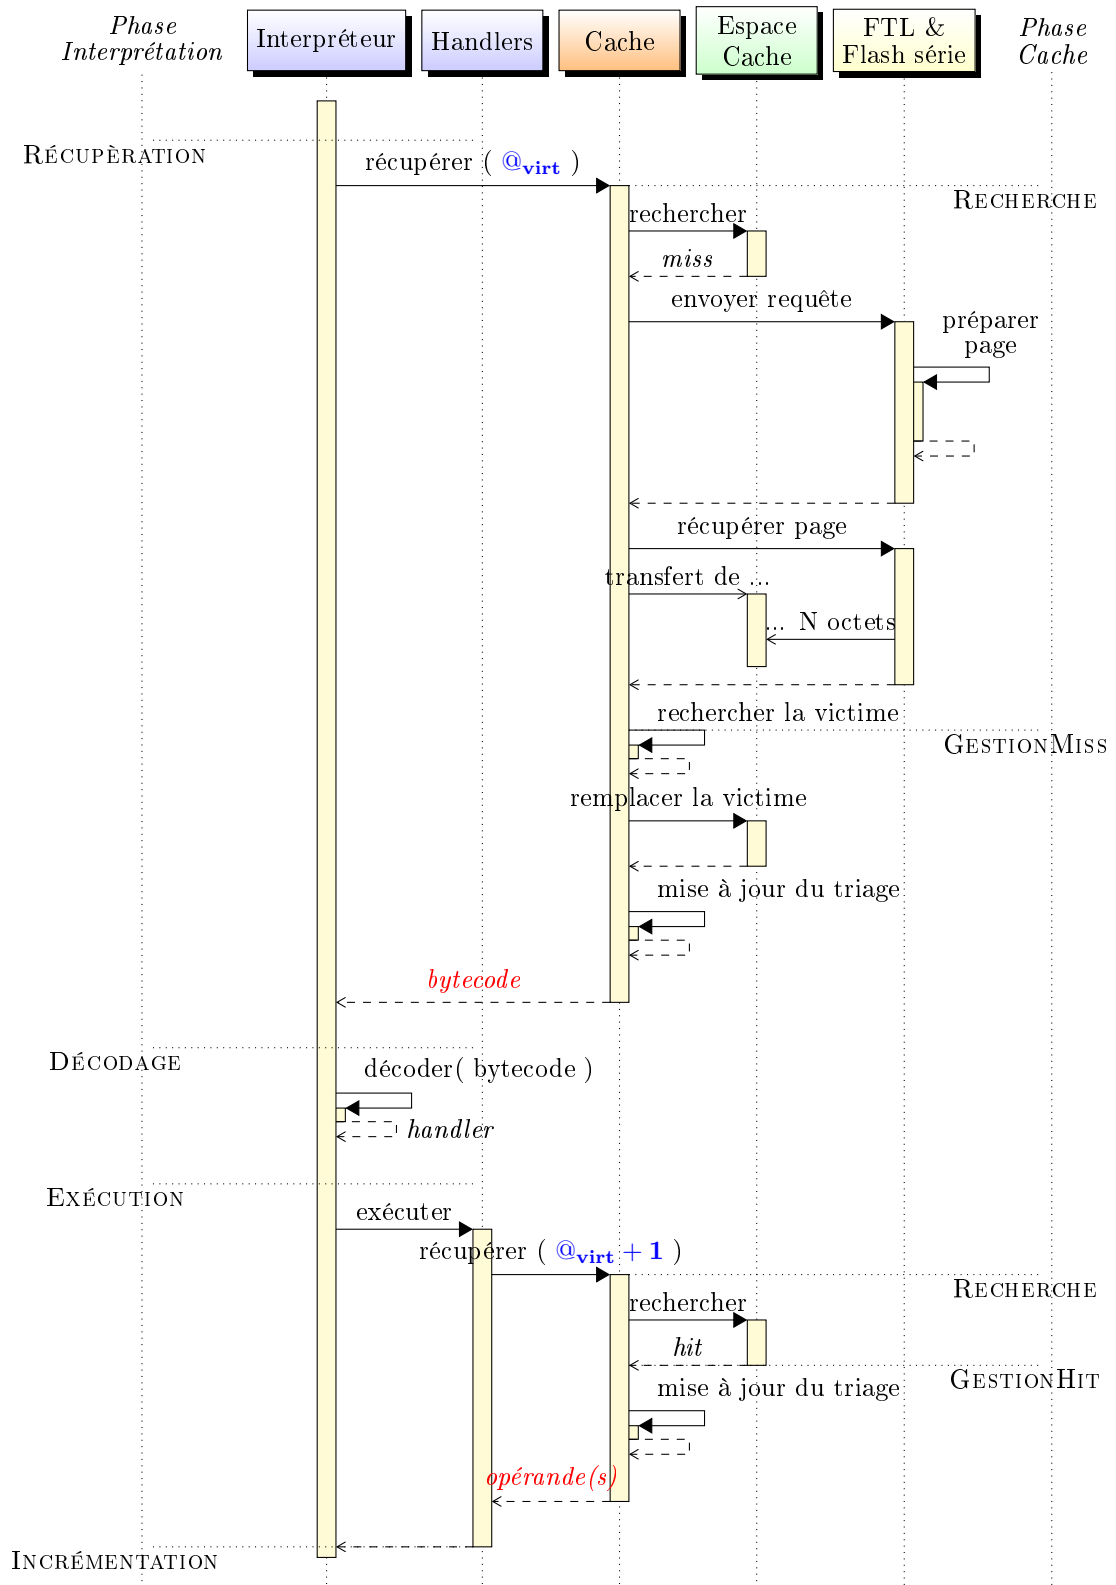 Phase
Interprétation
Interpréteur
Handlers
Cache
Espace
Cache
FTL &
Flash série
Phase
Cache
RÉCUPÈRATION
récupérer ( @virt )
RECHERCHE
rechercher
miss
envoyer requête
préparer
page
récupérer page
transfert de ...
... N octets
rechercher la victime
GESTIONMISS
remplacer la victime
mise à jour du triage
bytecode
DÉCODAGE
décoder( bytecode )
handler
EXÉCUTION
exécuter
récupérer ( @virt + 1 )
RECHERCHE
rechercher
hit
GESTIONHIT
mise à jour du triage
opérande(s)
INCRÉMENTATION